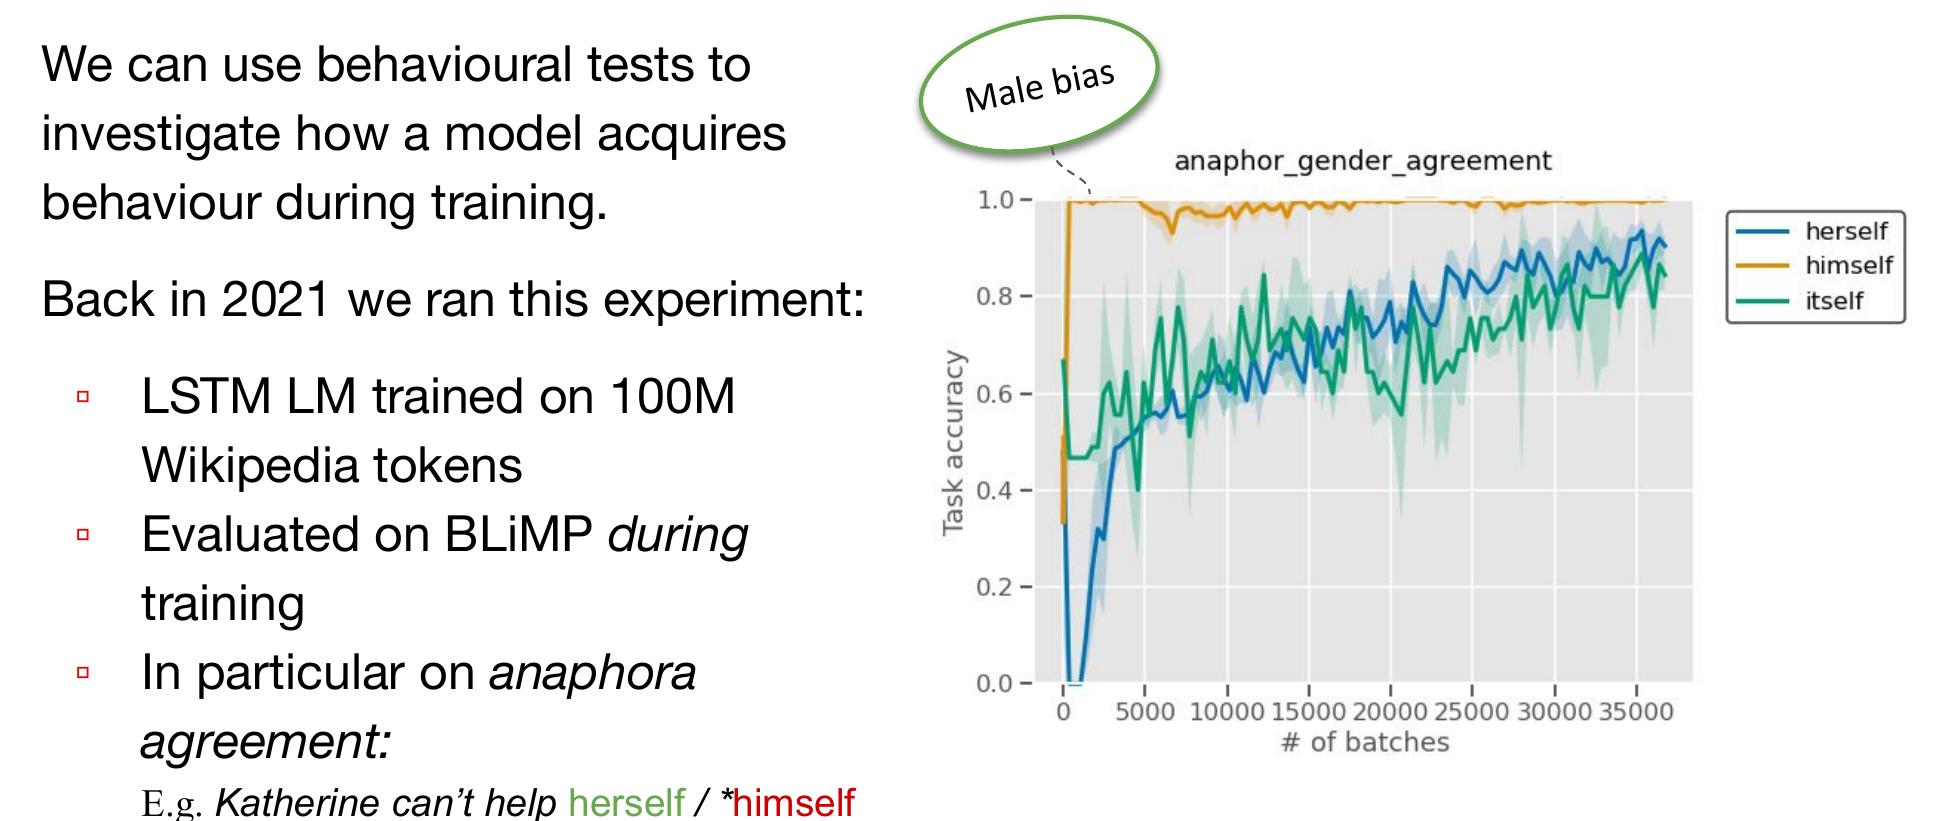 We can use behavioural tests to
investigate how a model acquires
behaviour during training.
Back in 2021 we ran this experiment:
▫ LSTM LM trained on 100M
Wikipedia tokens
▫ Evaluated on BLiMP during
training
▫ In particular on anaphora
agreement:
E.g. Katherine can’t help herself / *himself
Male bias
anaphor_gender_agreement
Task accuracy
1.0
0.8
0.6
0.4
0.2
0.0
0 5000 10000 15000 20000 25000 30000 35000
# of batches
herself
himself
itself